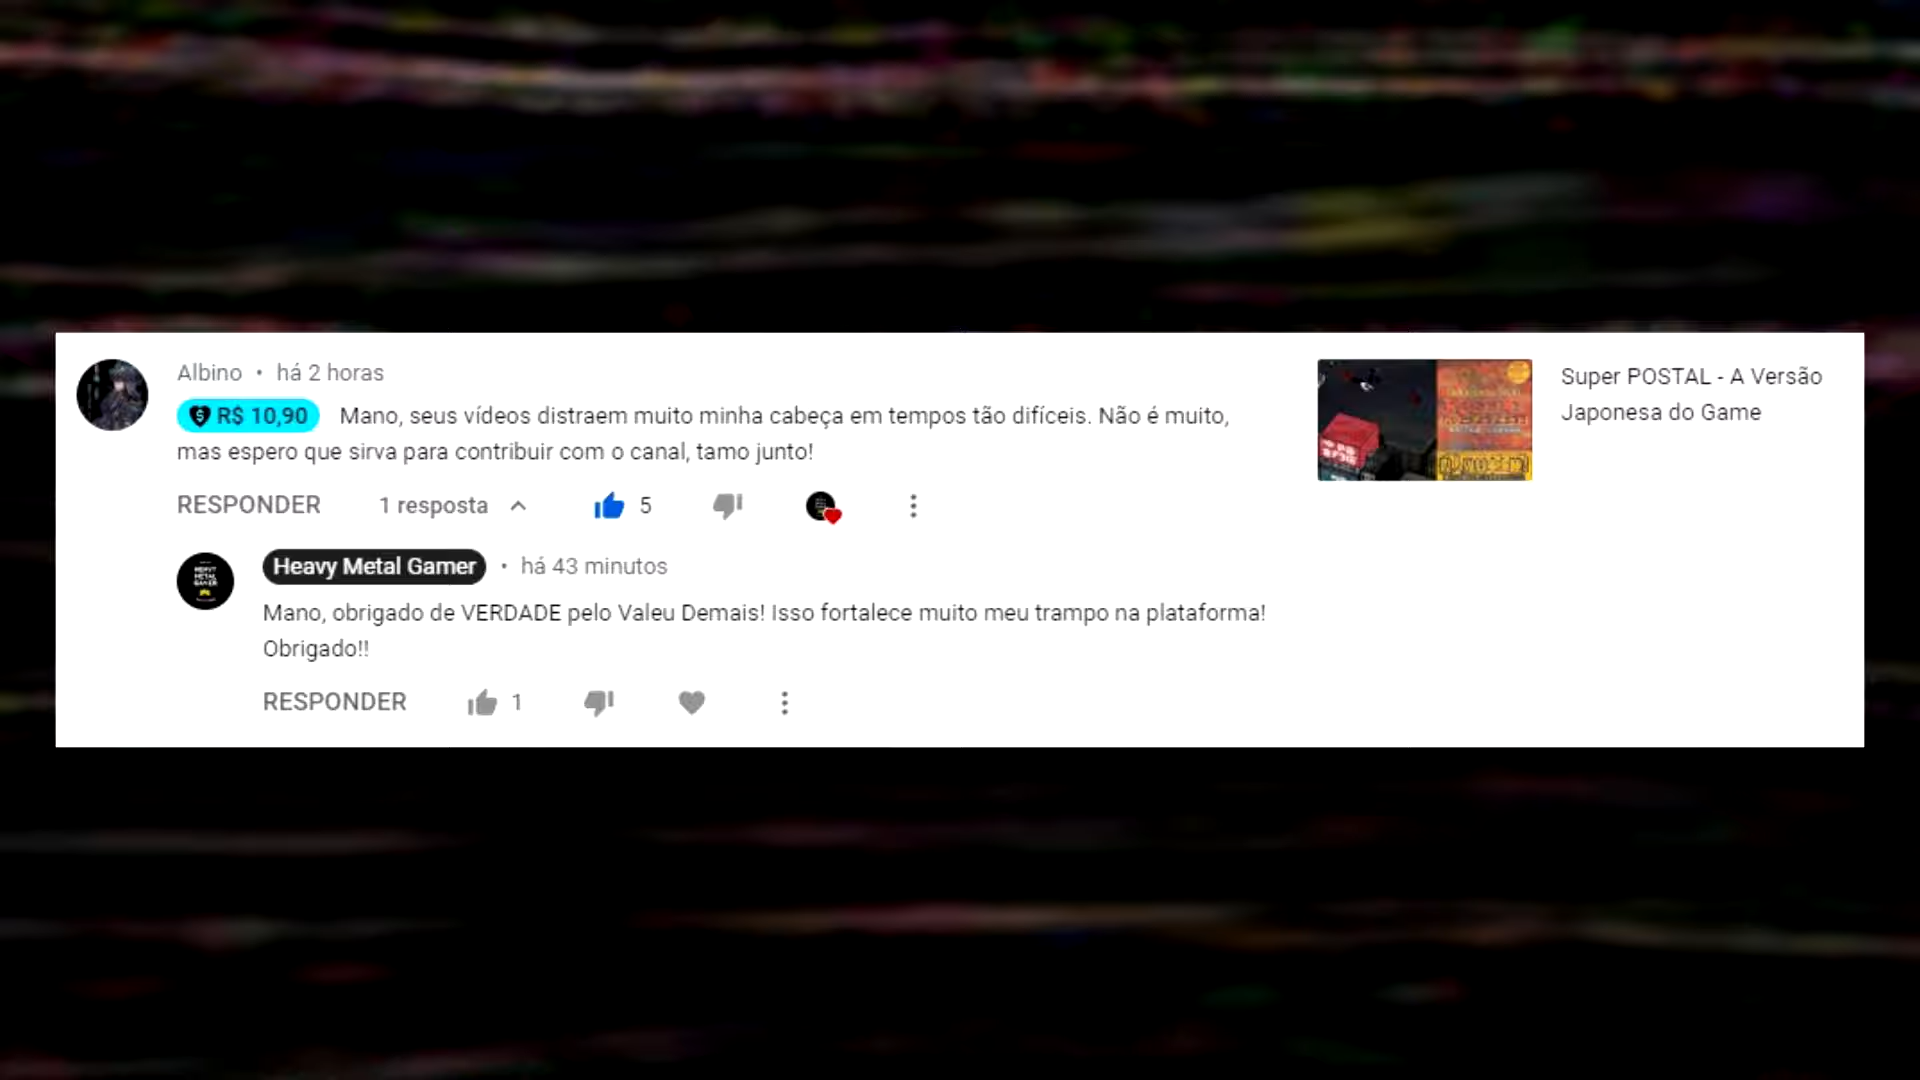 Albino • há 2 horas
R$ 10,90 Mano, seus vídeos distraem muito minha cabeça em tempos tão difíceis. Não é muito,
mas espero que sirva para contribuir com o canal, tamo junto!
RESPONDER 1 resposta 5
Super POSTAL - A Versão
Japonesa do Game
Heavy Metal Gamer • há 43 minutos
Mano, obrigado de VERDADE pelo Valeu Demais! Isso fortalece muito meu trampo na plataforma!
Obrigado!!
RESPONDER 1
HEAVY
METAL
GAMER